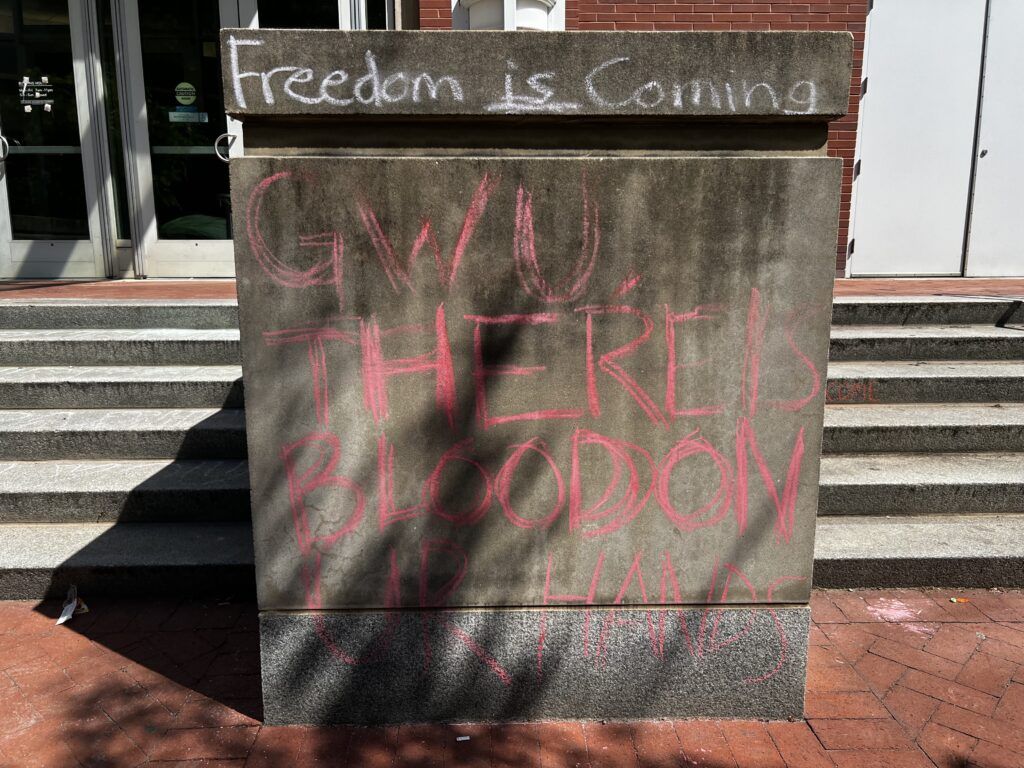 Freedom is Coming
GWU,
THERE IS
BLOOD ON
UR HANDS